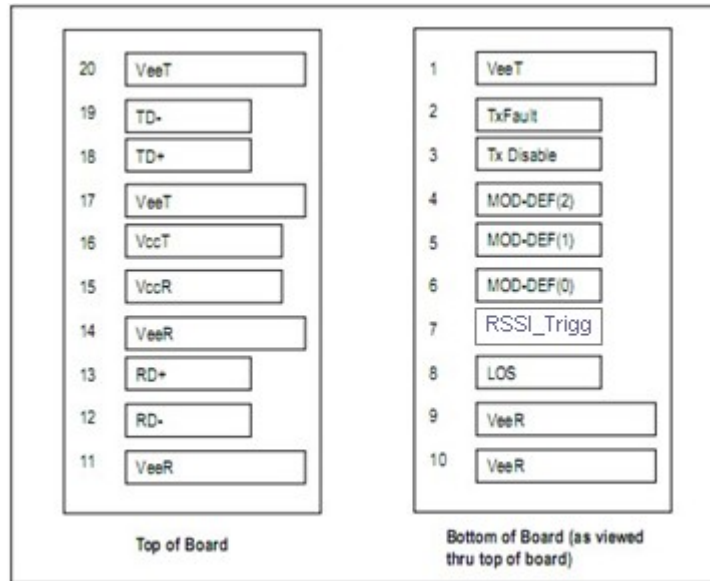 20 VeeT
19 TD-
18 TD+
17 VeeT
16 VccT
15 VccR
14 VeeR
13 RD+
12 RD-
11 VeeR
Top of Board
1 VeeT
2 TxFault
3 Tx Disable
4 MOD-DEF(2)
5 MOD-DEF(1)
6 MOD-DEF(0)
7 RSSI_Trigg
8 LOS
9 VeeR
10 VeeR
Bottom of Board (as viewed
thru top of board)